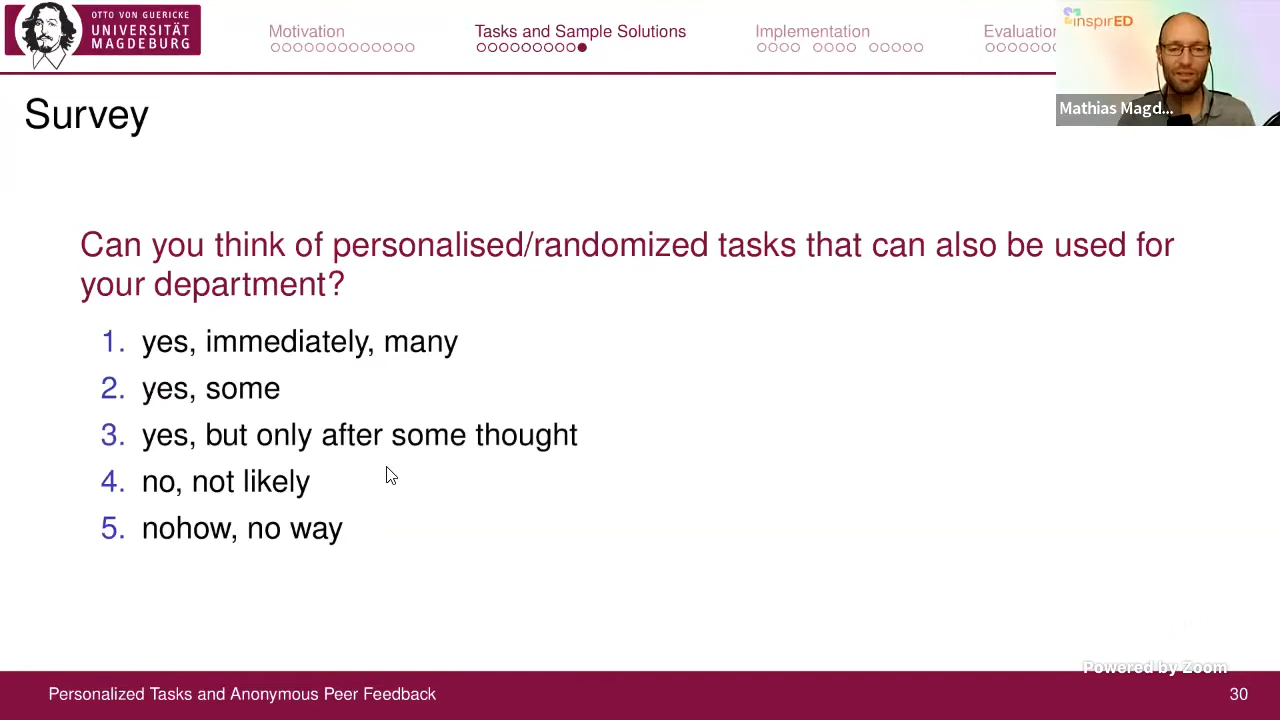 OTTO VON GUERICKE
UNIVERSITÄT
MAGDEBURG
Motivation
Tasks and Sample Solutions
Implementation
Evaluation
inspirED
Mathias Magd...
Survey
Can you think of personalised/randomized tasks that can also be used for
your department?
1. yes, immediately, many
2. yes, some
3. yes, but only after some thought
4. no, not likely
5. nohow, no way
Powered by Zoom
Personalized Tasks and Anonymous Peer Feedback
30